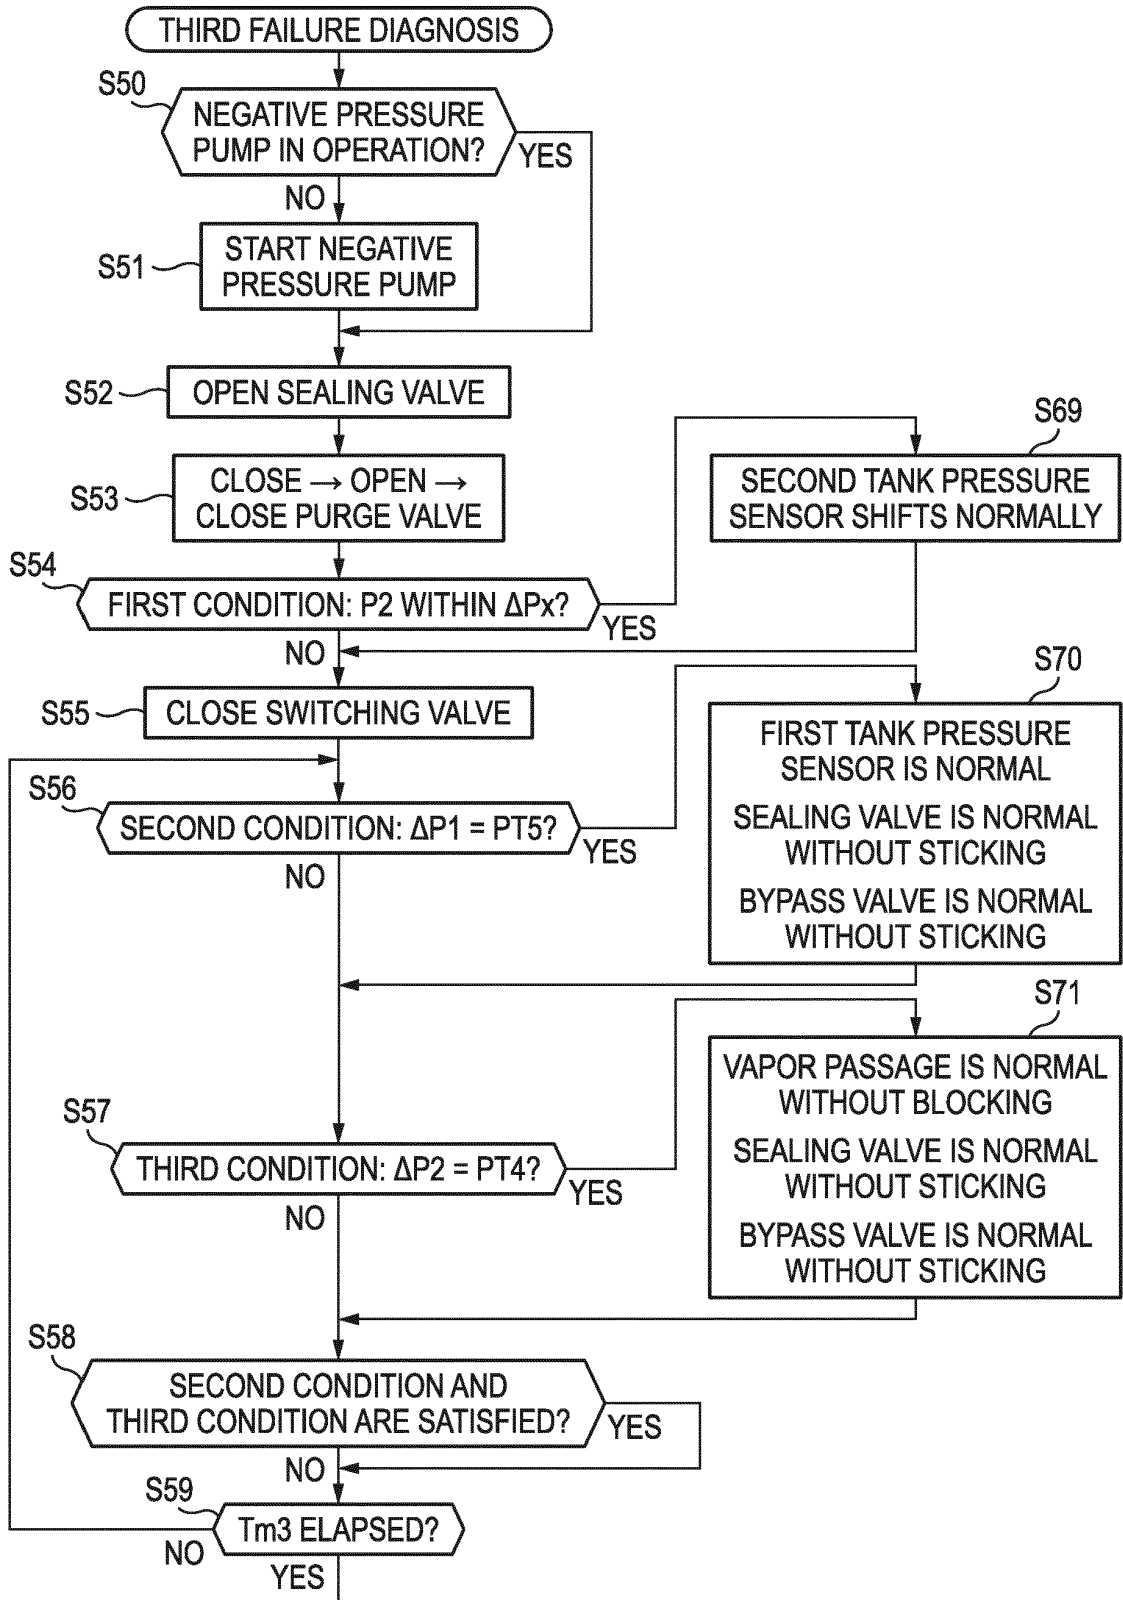 THIRD FAILURE DIAGNOSIS
S50
NEGATIVE PRESSURE
PUMP IN OPERATION?
YES
NO
S51
START NEGATIVE
PRESSURE PUMP
S52
OPEN SEALING VALVE
S53
CLOSE → OPEN →
CLOSE PURGE VALVE
S69
SECOND TANK PRESSURE
SENSOR SHIFTS NORMALLY
S54
FIRST CONDITION: P2 WITHIN ΔPx?
YES
NO
S55
CLOSE SWITCHING VALVE
S70
FIRST TANK PRESSURE
SENSOR IS NORMAL
SEALING VALVE IS NORMAL
WITHOUT STICKING
BYPASS VALVE IS NORMAL
WITHOUT STICKING
S56
SECOND CONDITION: ΔP1 = PT5?
YES
NO
S71
VAPOR PASSAGE IS NORMAL
WITHOUT BLOCKING
SEALING VALVE IS NORMAL
WITHOUT STICKING
BYPASS VALVE IS NORMAL
WITHOUT STICKING
S57
THIRD CONDITION: ΔP2 = PT4?
YES
NO
S58
SECOND CONDITION AND
THIRD CONDITION ARE SATISFIED?
YES
NO
S59
Tm3 ELAPSED?
NO
YES